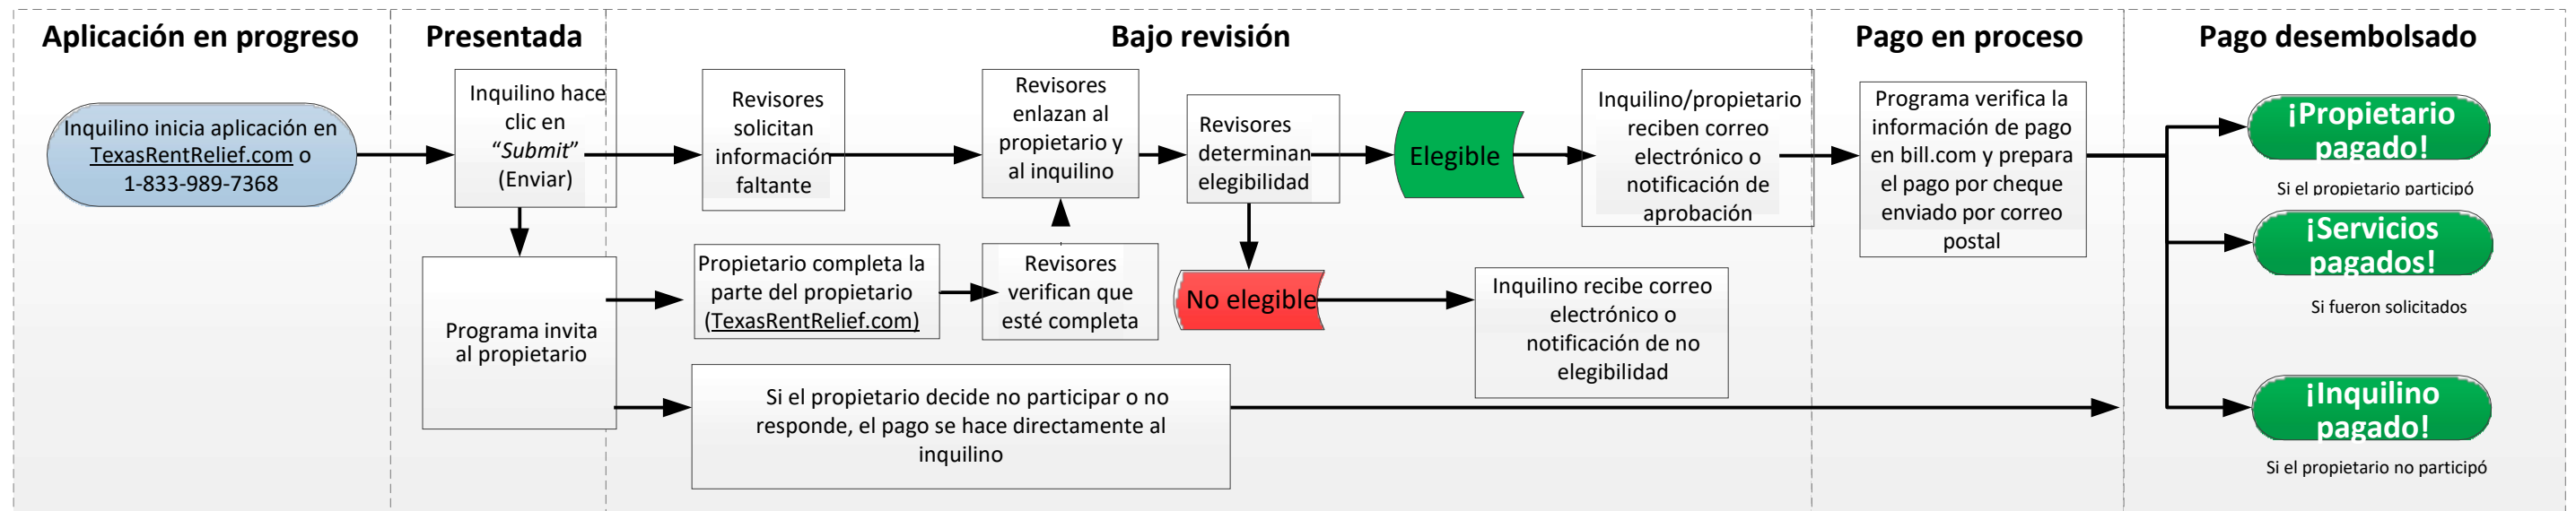 Aplicación en progreso
Presentada
Bajo revisión
Pago en proceso
Pago desembolsado
Inquilino inicia aplicación en
TexasRentRelief.com o
1-833-989-7368
Inquilino hace
clic en
“Submit”
(Enviar)
Programa invita
al propietario
Revisores
solicitan
información
faltante
Propietario completa la
parte del propietario
(TexasRentRelief.com)
Revisores
verifican que
esté completa
Revisores
enlazan al
propietario y
al inquilino
Revisores
determinan
elegibilidad
Elegible
No elegible
Inquilino/propietario
reciben correo
electrónico o
notificación de
aprobación
Inquilino recibe correo
electrónico o
notificación de no
elegibilidad
Si el propietario decide no participar o no
responde, el pago se hace directamente al
inquilino
Programa verifica la
información de pago
en bill.com y prepara
el pago por cheque
enviado por correo
postal
¡Propietario
pagado!
Si el propietario participó
¡Servicios
pagados!
Si fueron solicitados
¡Inquilino
pagado!
Si el propietario no participó